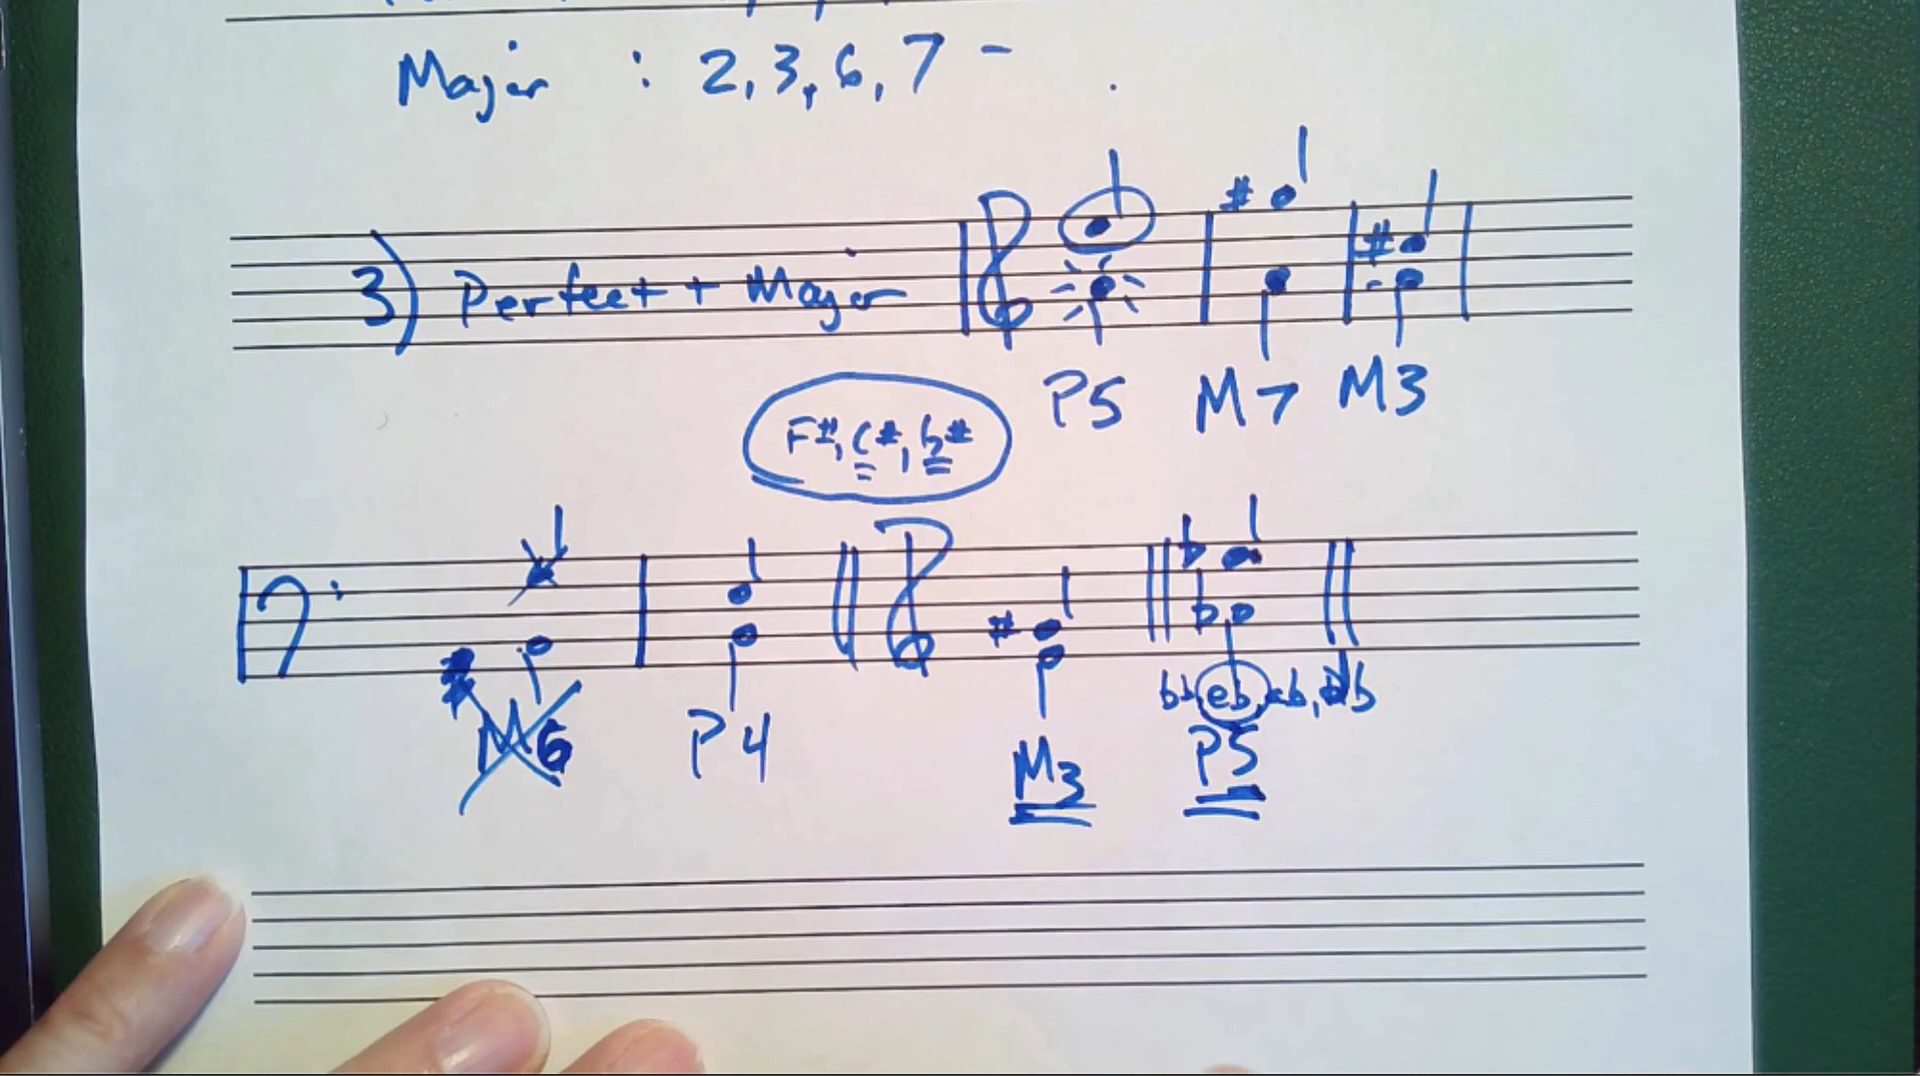 Major : 2, 3, 6, 7 -
3) Perfect + Major
P5 M7 M3
F#, C#, G#
bb, eb, ab, db
M6 P4 M3 P5